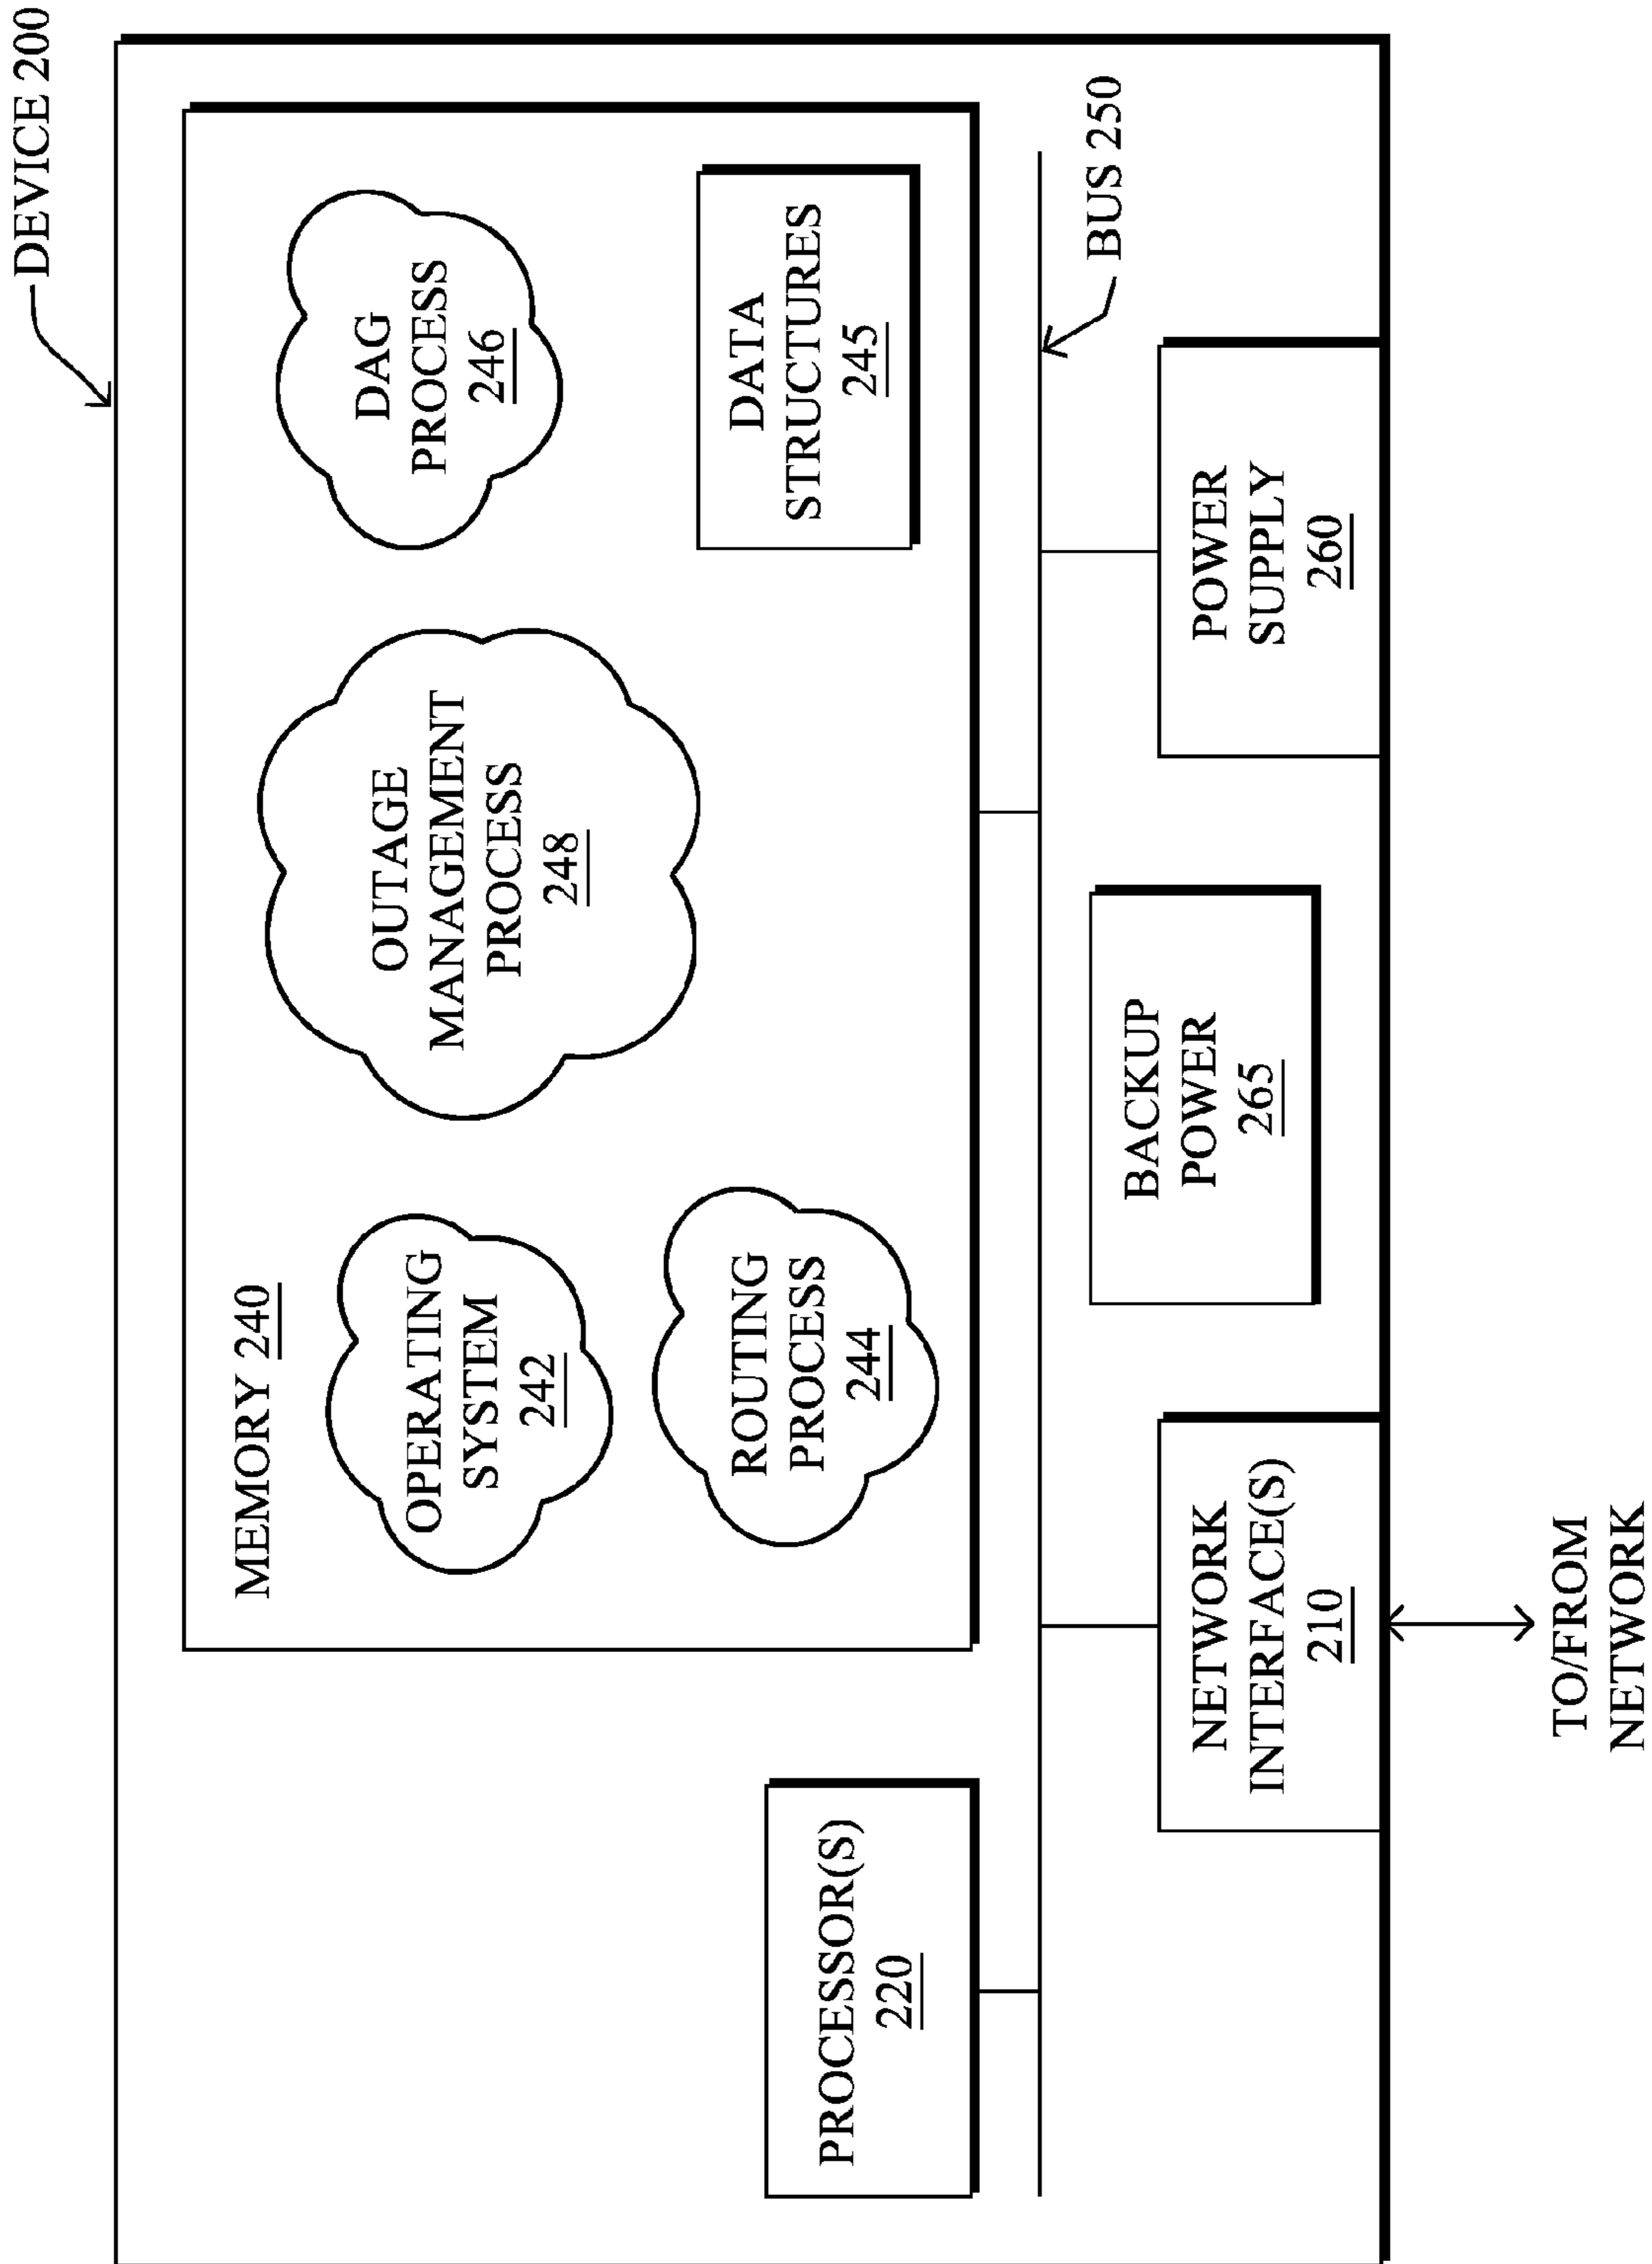 DEVICE 200
MEMORY 240
OPERATING
SYSTEM
242
ROUTING
PROCESS
244
OUTAGE
MANAGEMENT
PROCESS
248
DAG
PROCESS
246
DATA
STRUCTURES
245
PROCESSOR(S)
220
BUS 250
NETWORK
INTERFACE(S)
210
BACKUP
POWER
265
POWER
SUPPLY
260
TO/FROM
NETWORK